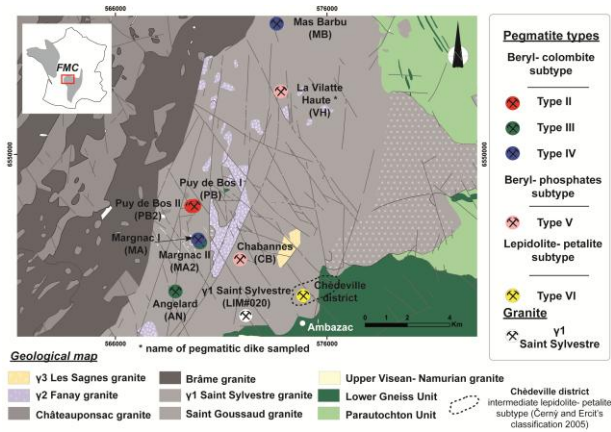 566000
576000
FMC
Mas Barbu
(MB)
La Vilatte
Haute *
(VH)
6550000
6550000
Puy de Bos I
(PB)
Puy de Bos II
(PB2)
Margnac I
(MA)
Margnac II
(MA2)
Chabannes
(CB)
Angelard
(AN)
γ1 Saint Sylvestre
(LIM#020)
Chèdeville
district
Ambazac
0 2 4
Km
566000
576000
* name of pegmatitic dike sampled
Pegmatite types
Beryl-colombite
subtype
Type II
Type III
Type IV
Beryl-phosphates
subtype
Type V
Lepidolite- petalite
subtype
Type VI
Granite
γ1
Saint Sylvestre
Geological map
γ3 Les Sagnes granite
γ2 Fanay granite
Châteauponsac granite
Brâme granite
γ1 Saint Sylvestre granite
Saint Goussaud granite
Upper Visean- Namurian granite
Lower Gneiss Unit
Parautochton Unit
Chèdeville district
intermediate lepidolite- petalite
subtype (Černý and Ercit's
classification 2005)